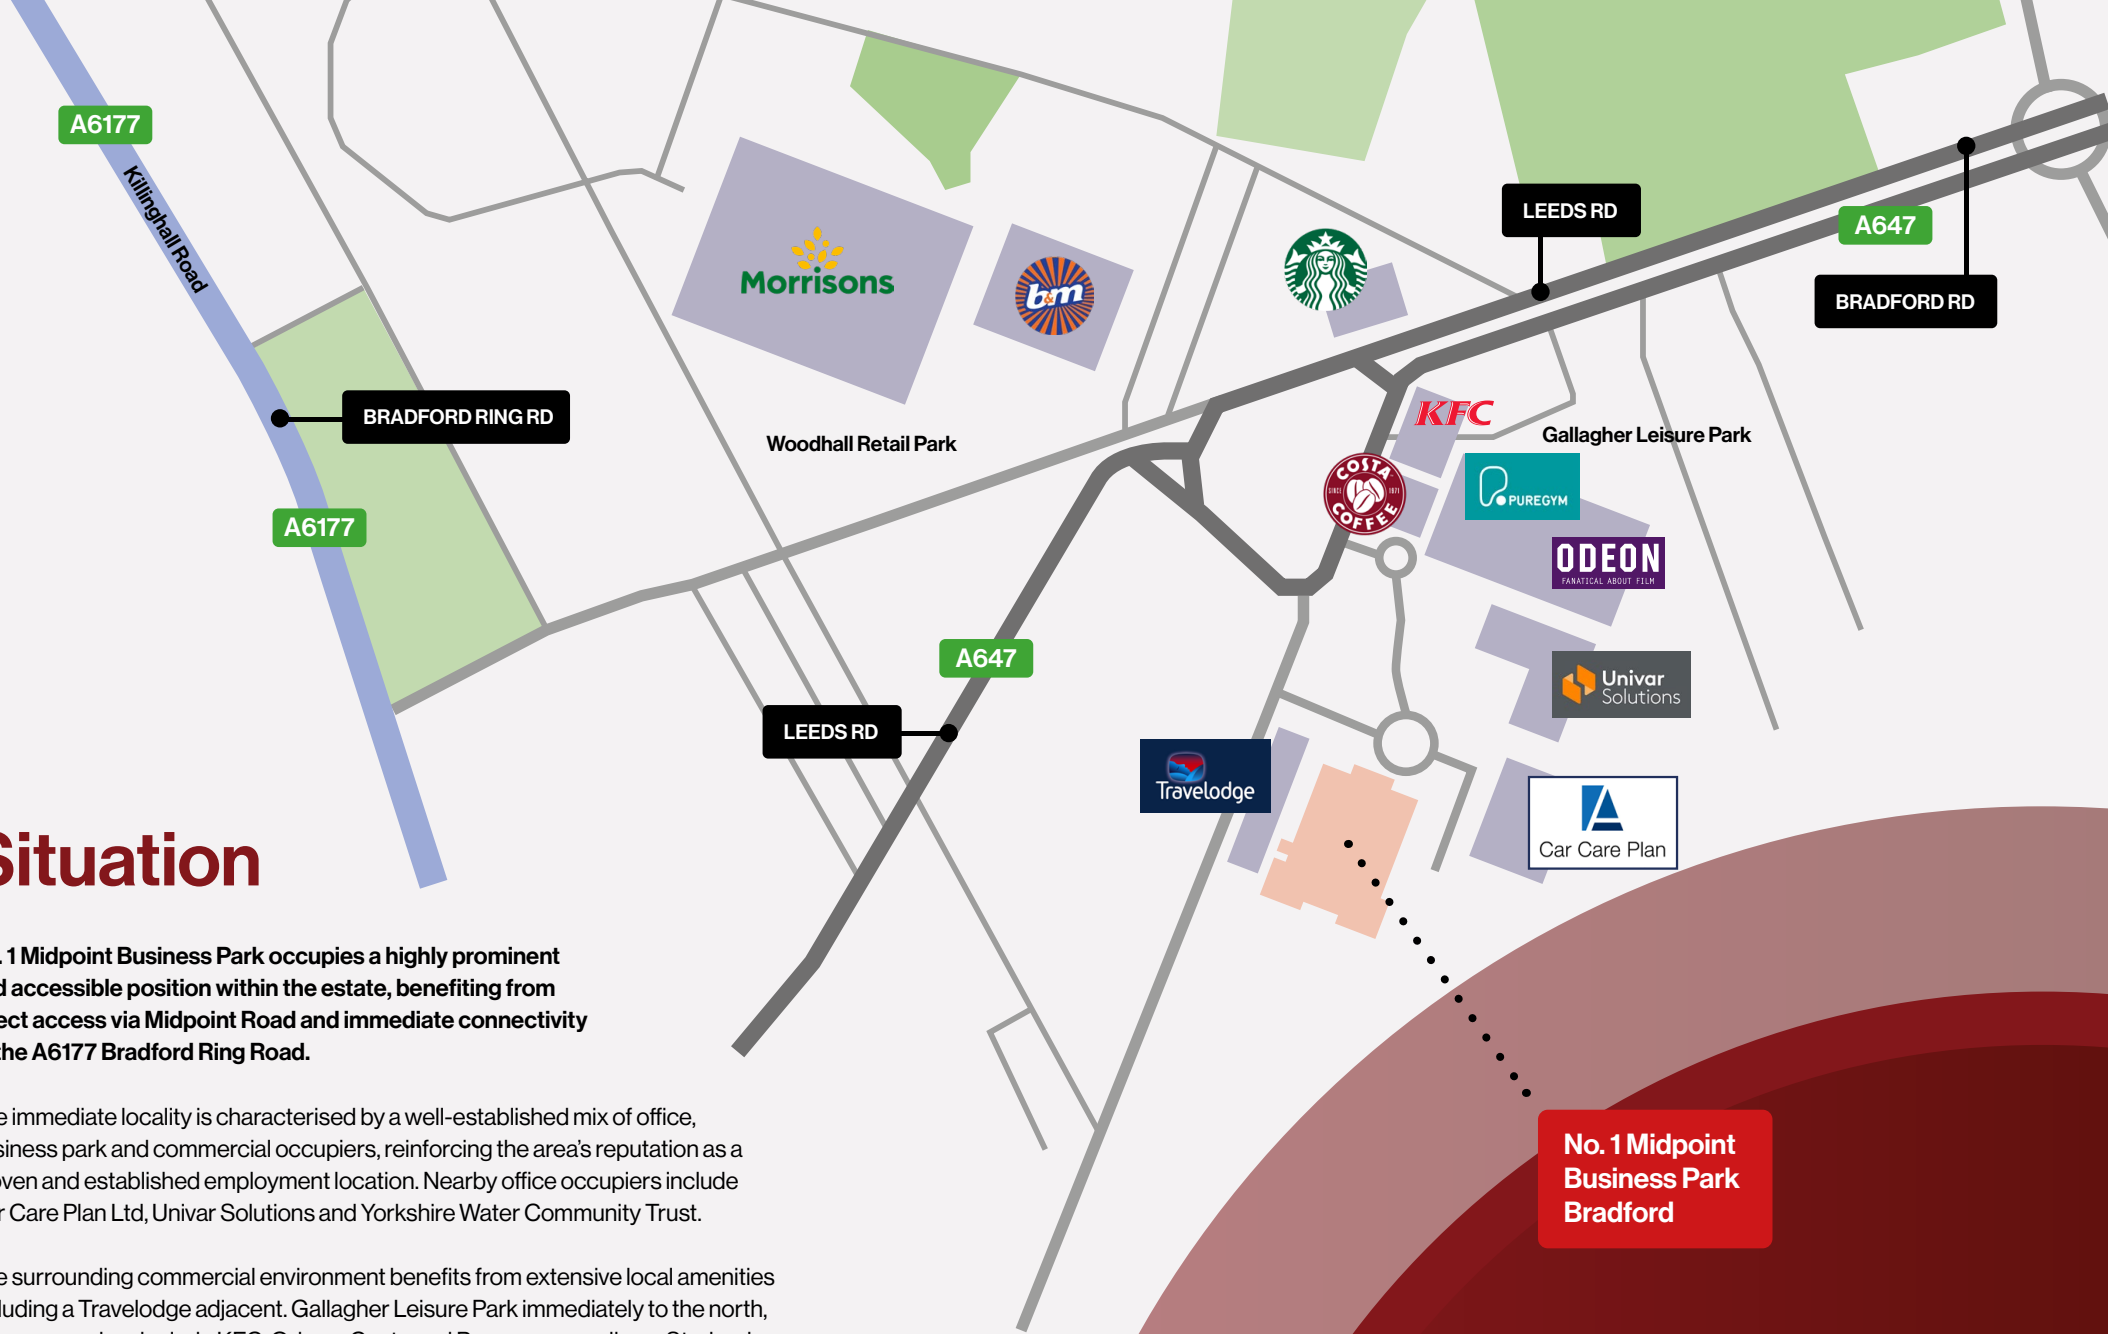 A6177
Killinghall Road
BRADFORD RING RD
A6177
Morrisons
b&m
Woodhall Retail Park
LEEDS RD
A647
BRADFORD RD
KFC
Gallagher Leisure Park
COSTA
SINCE 1971
COFFEE
PUREGYM
ODEON
FANATICAL ABOUT FILM
A647
LEEDS RD
Univar
Solutions
Travelodge
Car Care Plan
No. 1 Midpoint
Business Park
Bradford
Situation
. 1 Midpoint Business Park occupies a highly prominent
accessible position within the estate, benefiting from
access via Midpoint Road and immediate connectivity
the A6177 Bradford Ring Road.
immediate locality is characterised by a well-established mix of office,
park and commercial occupiers, reinforcing the area's reputation as a
and established employment location. Nearby office occupiers include
Care Plan Ltd, Univar Solutions and Yorkshire Water Community Trust.
surrounding commercial environment benefits from extensive local amenities
a Travelodge adjacent. Gallagher Leisure Park immediately to the north,